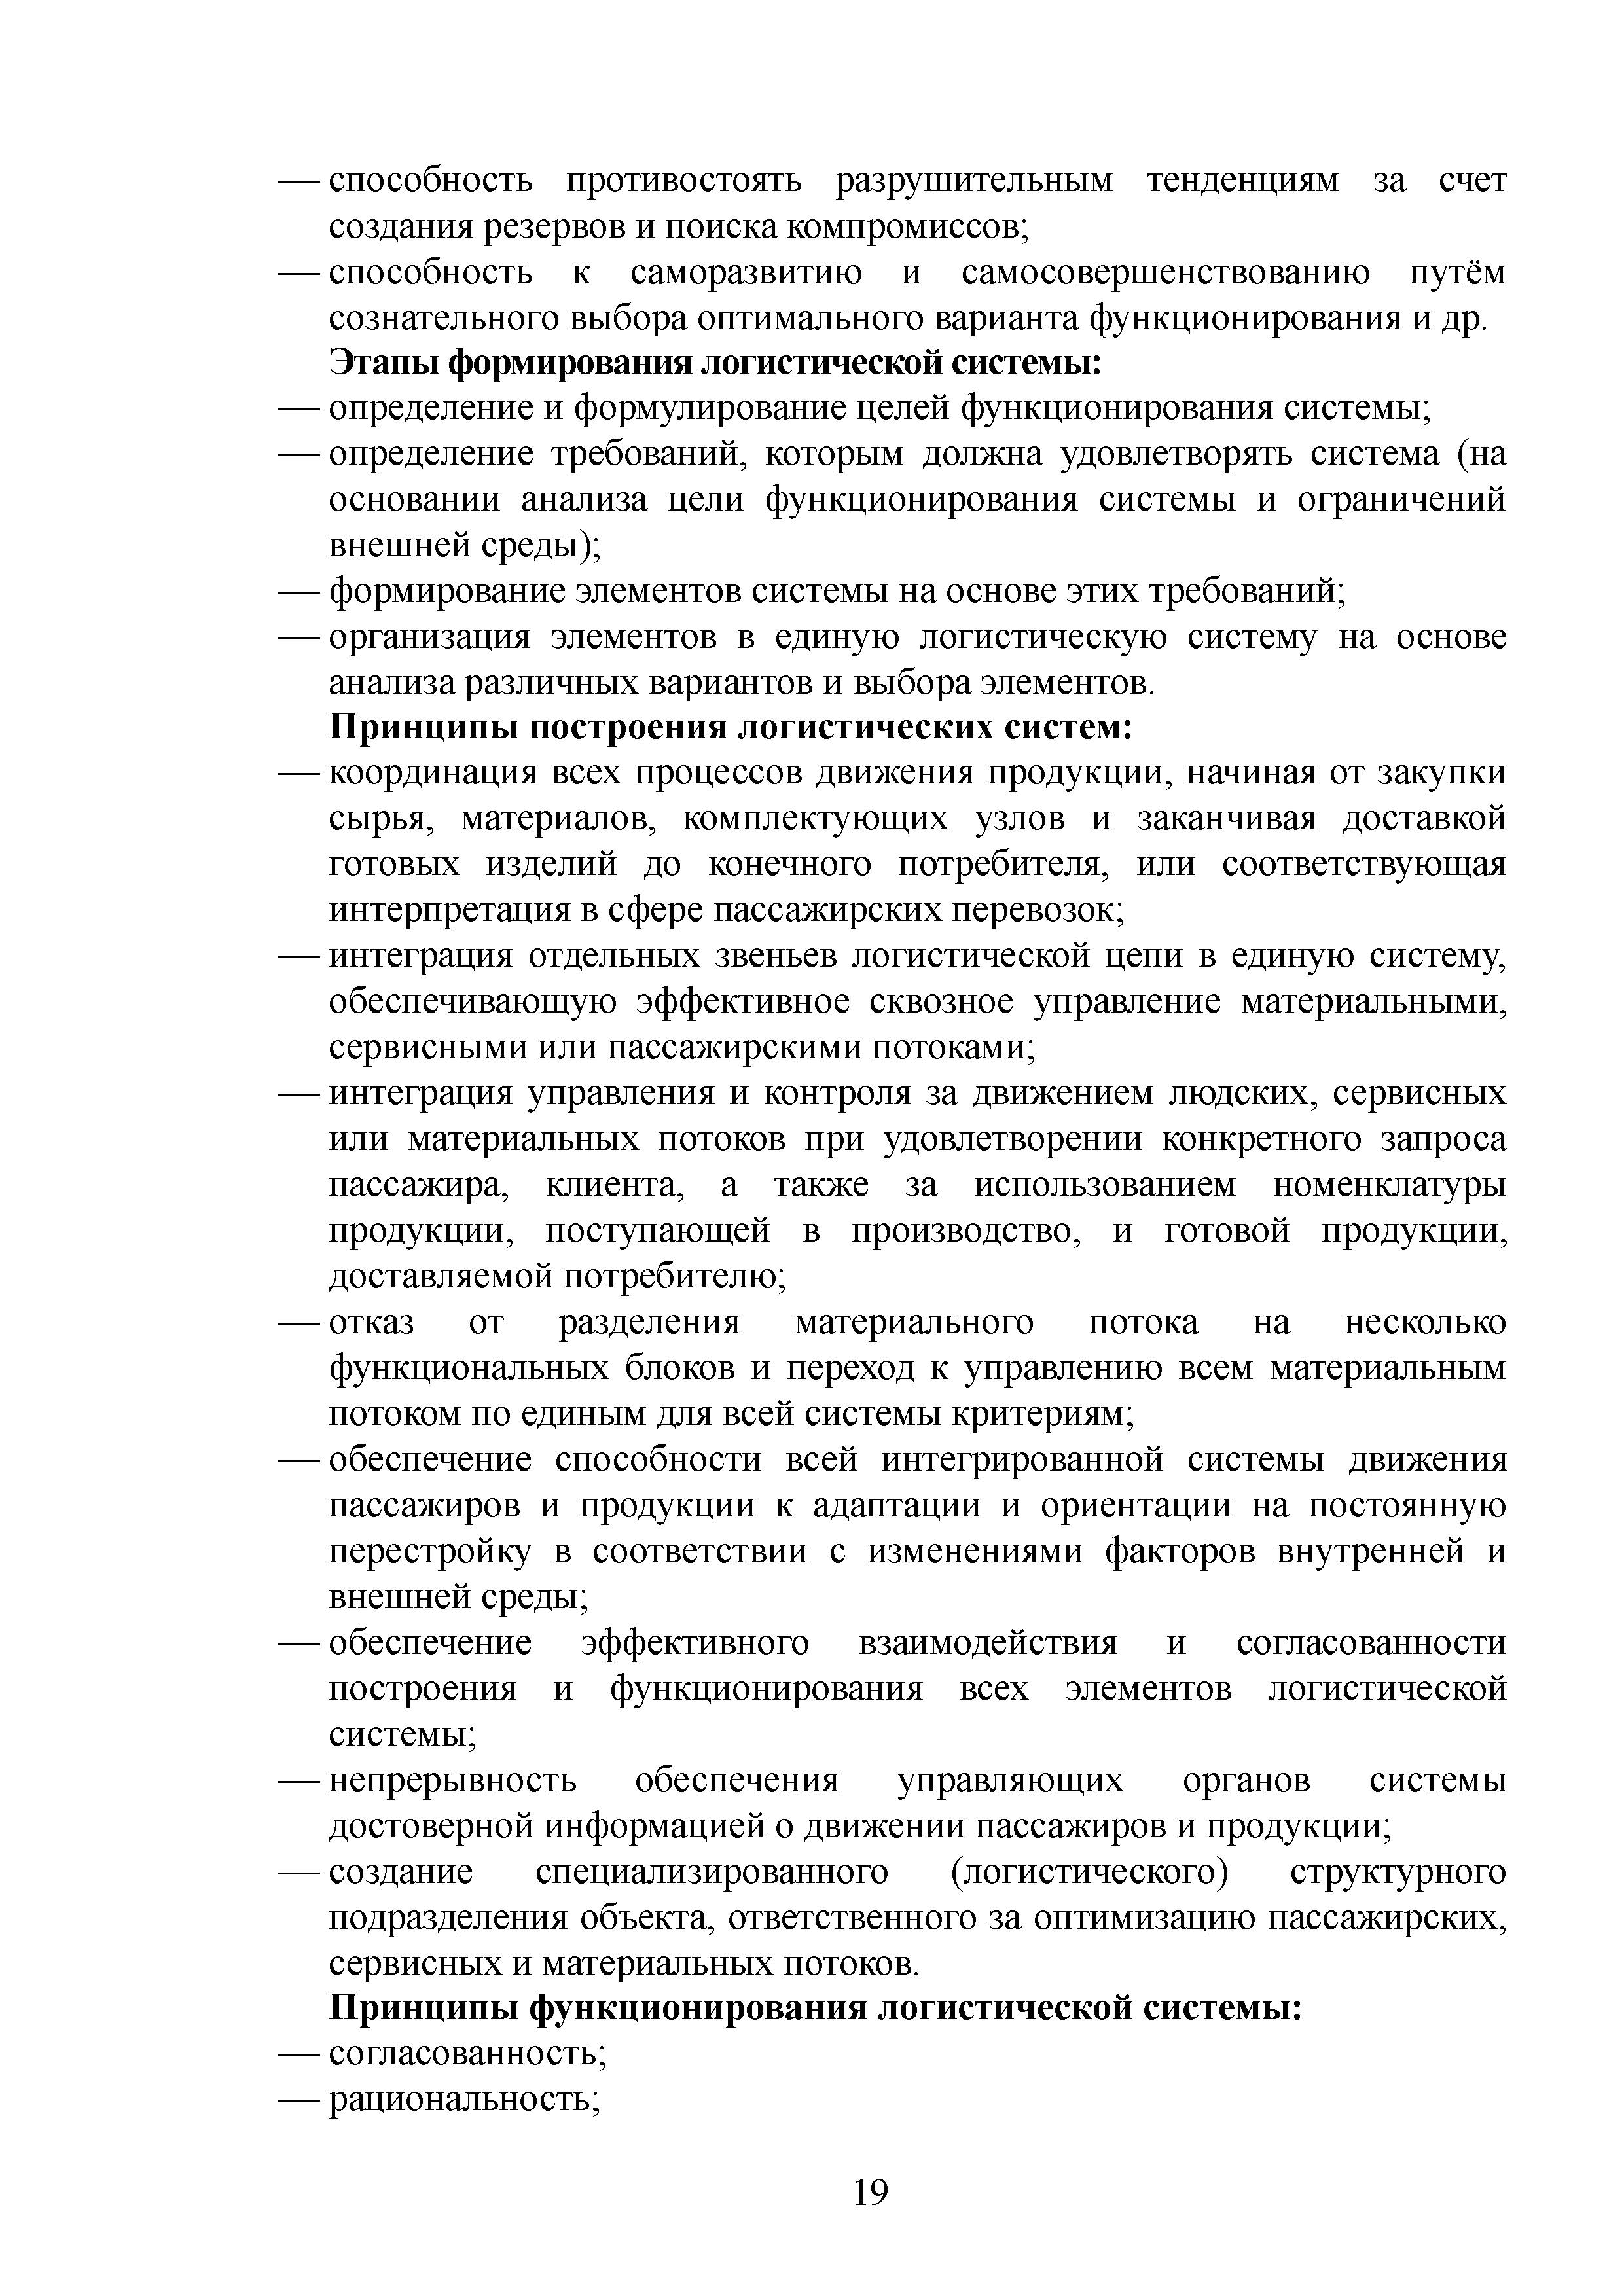 — способность противостоять разрушительным тенденциям за счет
создания резервов и поиска компромиссов;
— способность к саморазвитию и самосовершенствованию путём
сознательного выбора оптимального варианта функционирования и др.
Этапы формирования логистической системы:
— определение и формулирование целей функционирования системы;
— определение требований, которым должна удовлетворять система (на
основании анализа цели функционирования системы и ограничений
внешней среды);
— формирование элементов системы на основе этих требований;
— организация элементов в единую логистическую систему на основе
анализа различных вариантов и выбора элементов.
Принципы построения логистических систем:
— координация всех процессов движения продукции, начиная от закупки
сырья, материалов, комплектующих узлов и заканчивая доставкой
готовых изделий до конечного потребителя, или соответствующая
интерпретация в сфере пассажирских перевозок;
— интеграция отдельных звеньев логистической цепи в единую систему,
обеспечивающую эффективное сквозное управление материальными,
сервисными или пассажирскими потоками;
— интеграция управления и контроля за движением людских, сервисных
или материальных потоков при удовлетворении конкретного запроса
пассажира, клиента, а также за использованием номенклатуры
продукции, поступающей в производство, и готовой продукции,
доставляемой потребителю;
— отказ от разделения материального потока на несколько
функциональных блоков и переход к управлению всем материальным
потоком по единым для всей системы критериям;
— обеспечение способности всей интегрированной системы движения
пассажиров и продукции к адаптации и ориентации на постоянную
перестройку в соответствии с изменениями факторов внутренней и
внешней среды;
— обеспечение эффективного взаимодействия и согласованности
построения и функционирования всех элементов логистической
системы;
— непрерывность обеспечения управляющих органов системы
достоверной информацией о движении пассажиров и продукции;
— создание специализированного (логистического) структурного
подразделения объекта, ответственного за оптимизацию пассажирских,
сервисных и материальных потоков.
Принципы функционирования логистической системы:
— согласованность;
— рациональность;
19